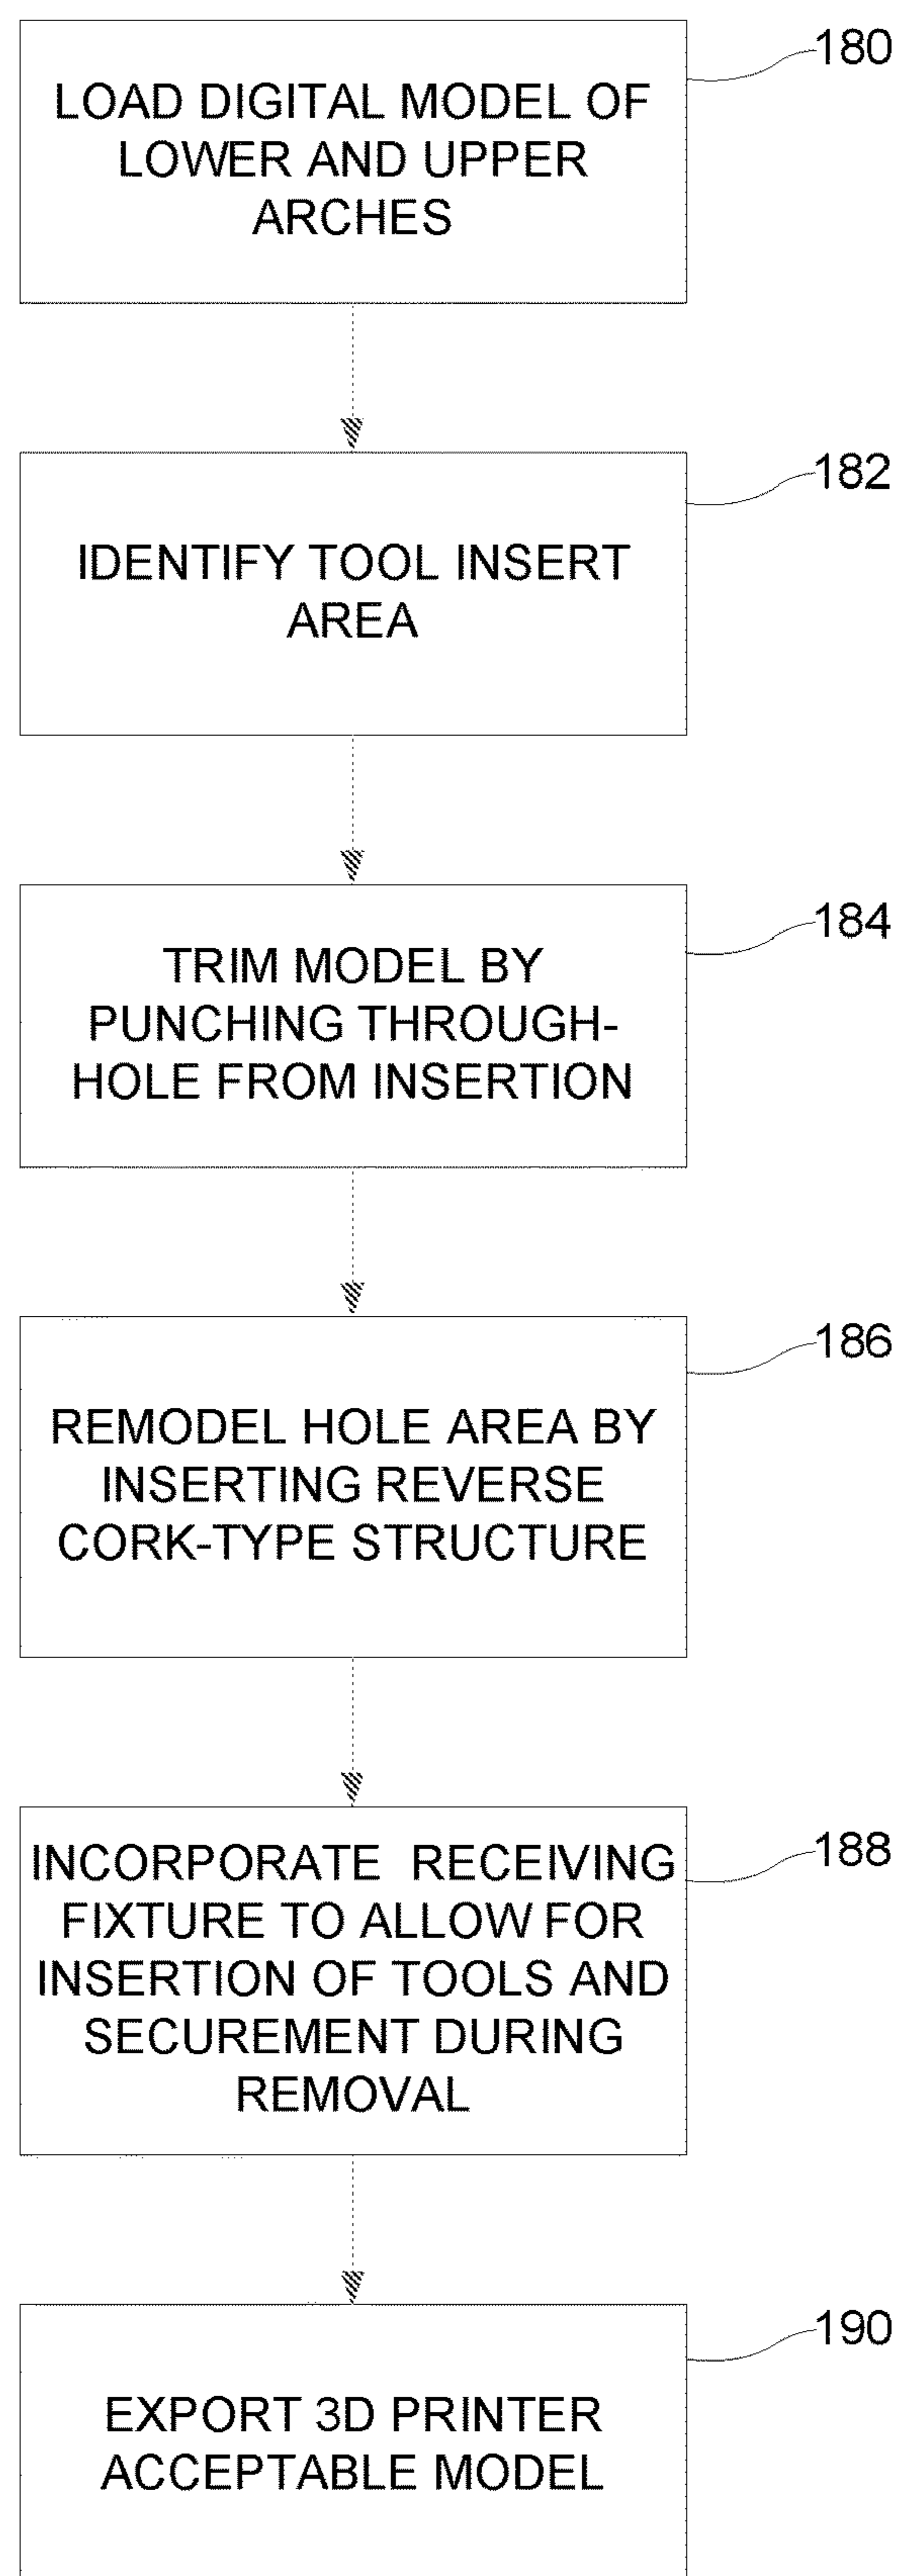 180
LOAD DIGITAL MODEL OF
LOWER AND UPPER
ARCHES
182
IDENTIFY TOOL INSERT
AREA
184
TRIM MODEL BY
PUNCHING THROUGH-
HOLE FROM INSERTION
186
REMODEL HOLE AREA BY
INSERTING REVERSE
CORK-TYPE STRUCTURE
188
INCORPORATE RECEIVING
FIXTURE TO ALLOW FOR
INSERTION OF TOOLS AND
SECUREMENT DURING
REMOVAL
190
EXPORT 3D PRINTER
ACCEPTABLE MODEL